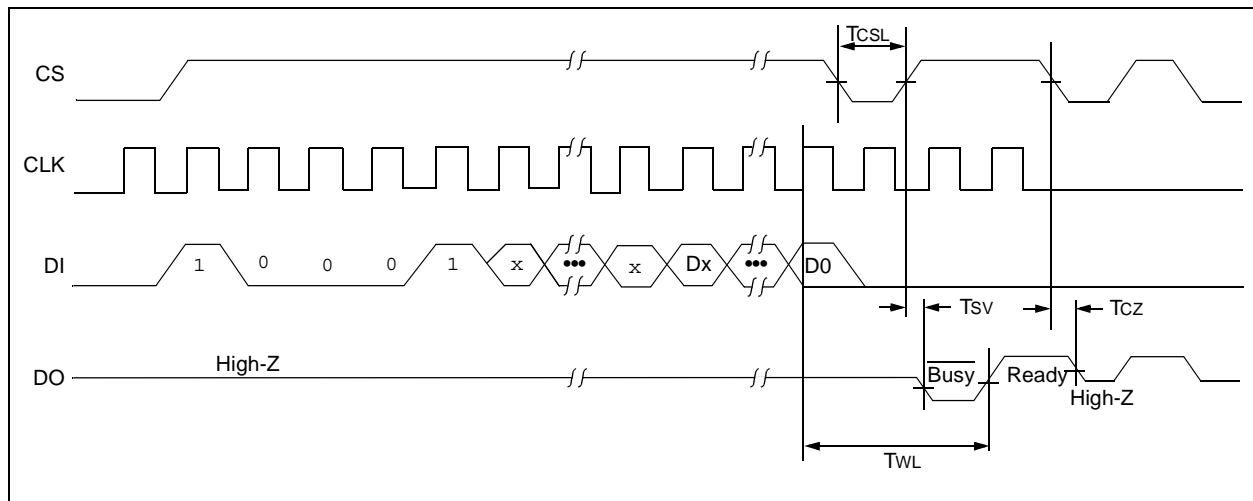 TCSL
CS
CLK
DI 1 0 0 0 1 x ••• x Dx ••• D0
TSV TCZ
DO High-Z Busy Ready High-Z
TWL